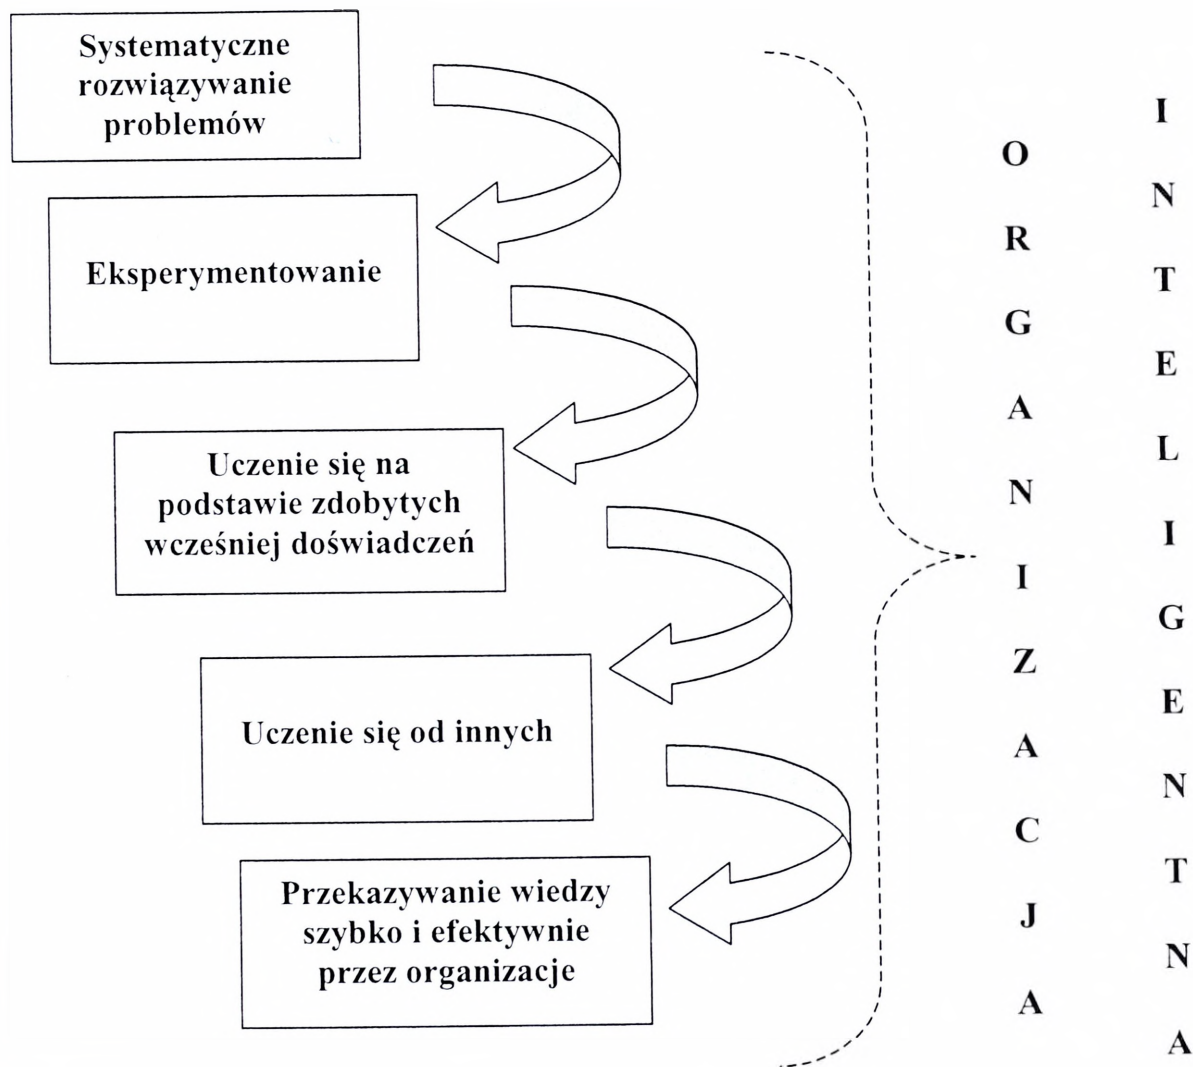 Systematyczne
rozwiązywanie
problemów
Eksperymentowanie
Uczenie się na
podstawie zdobytych
wcześniej doświadczeń
Uczenie się od innych
Przekazywanie wiedzy
szybko i efektywnie
przez organizacje
ORGANIZACJA
INTELIGENTNA